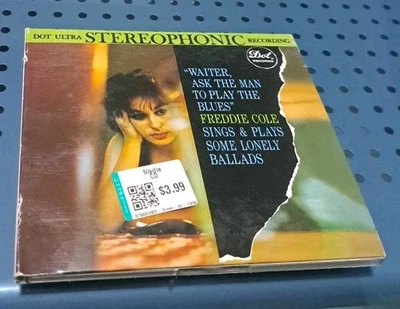 DOT ULTRA STEREOPHONIC RECORDING
Dot
RECORDS
"WAITER,
ASK THE MAN
TO PLAY THE
BLUES"
FREDDIE COLE
SINGS & PLAYS
SOME LONELY
BALLADS
CD
$3.99